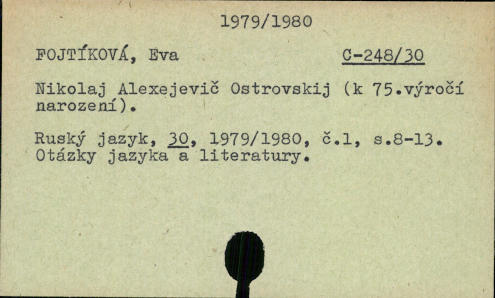 1979/1980
FOJTÍKOVÁ, Eva C-248/30
Nikolaj Alexejevič Ostrovskij (k 75.výročí
narození).
Ruský jazyk, 30, 1979/1980, č.1, s.8-13.
Otázky jazyka a literatury.